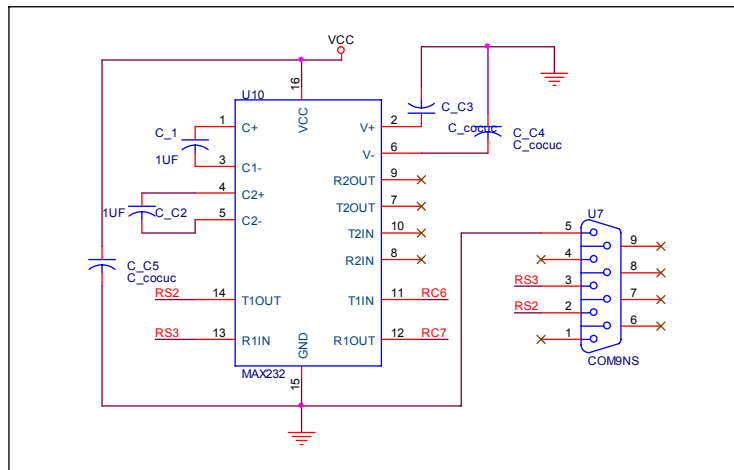 VCC
U10
16
VCC
1
C+
C_1
1UF
3
C1-
4
C2+
1UF
C_C2
5
C2-
C_C5
C_cocuc
RS2
14
T1OUT
RS3
13
R1IN
GND
15
MAX232
V+
2
C_C3
C_cocuc
V-
6
C_C4
C_cocuc
R2OUT
9
T2OUT
7
T2IN
10
R2IN
8
T1IN
11
RC6
R1OUT
12
RC7
U7
5
9
4
8
RS3
3
7
RS2
2
6
1
COM9NS